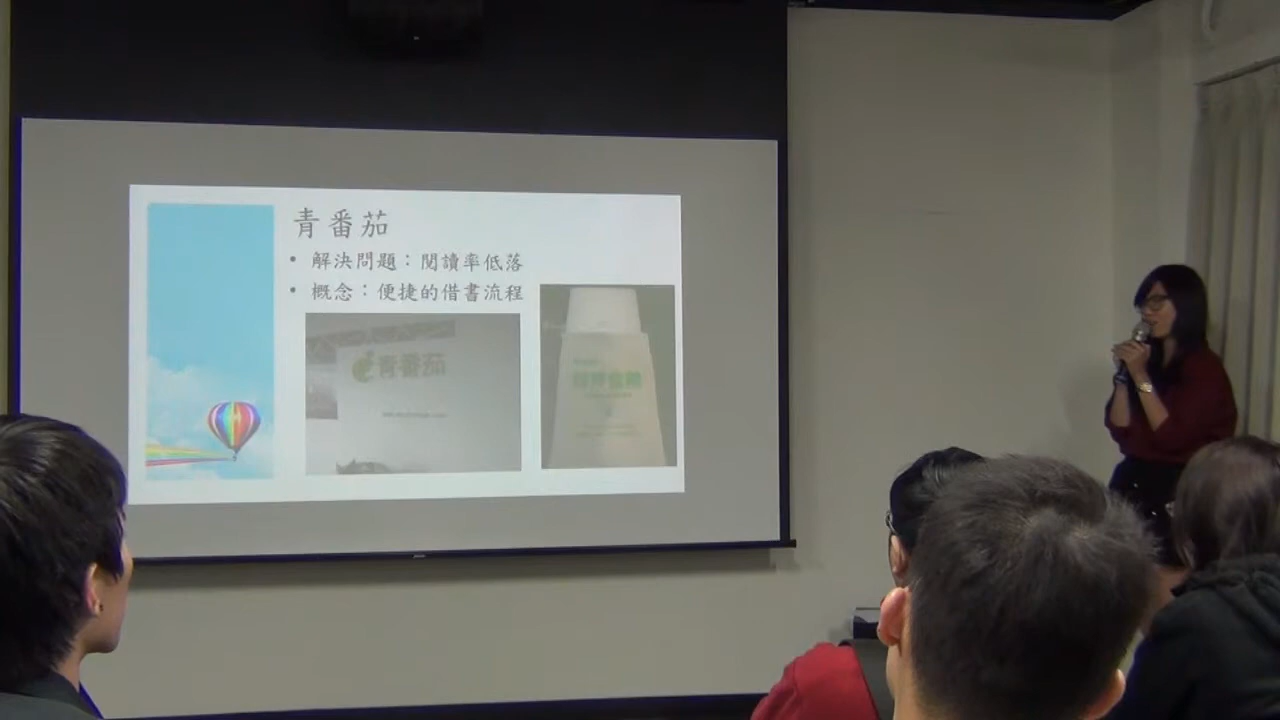 青番茄
• 解決問題：閱讀率低落
• 概念：便捷的借書流程
青番茄